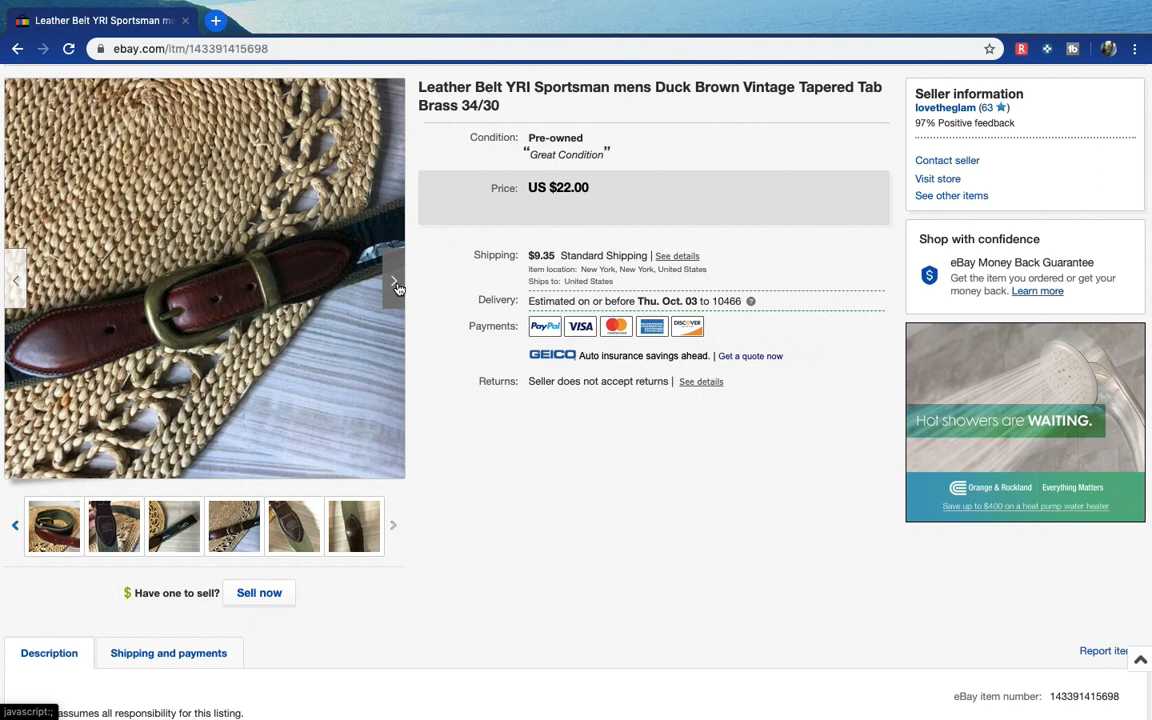 Leather Belt YRI Sportsman me
ebay.com/itm/143391415698
Leather Belt YRI Sportsman mens Duck Brown Vintage Tapered Tab
Brass 34/30
Condition: Pre-owned
“Great Condition”
Price: US $22.00
Shipping: $9.35 Standard Shipping | See details
Item location: New York, New York, United States
Ships to: United States
Delivery: Estimated on or before Thu. Oct. 03 to 10466
Payments: PayPal VISA MasterCard AMERICAN EXPRESS DISCOVER
GEICO Auto insurance savings ahead. | Get a quote now
Returns: Seller does not accept returns | See details
Seller information
lovetheglam (63)
97% Positive feedback
Contact seller
Visit store
See other items
Shop with confidence
eBay Money Back Guarantee
Get the item you ordered or get your
money back. Learn more
Hot showers are WAITING.
Orange & Rockland | Everything Matters
Save up to $400 on a heat pump water heater
$ Have one to sell? Sell now
Description
Shipping and payments
Report ite
eBay item number: 143391415698
javascript:;
assumes all responsibility for this listing.